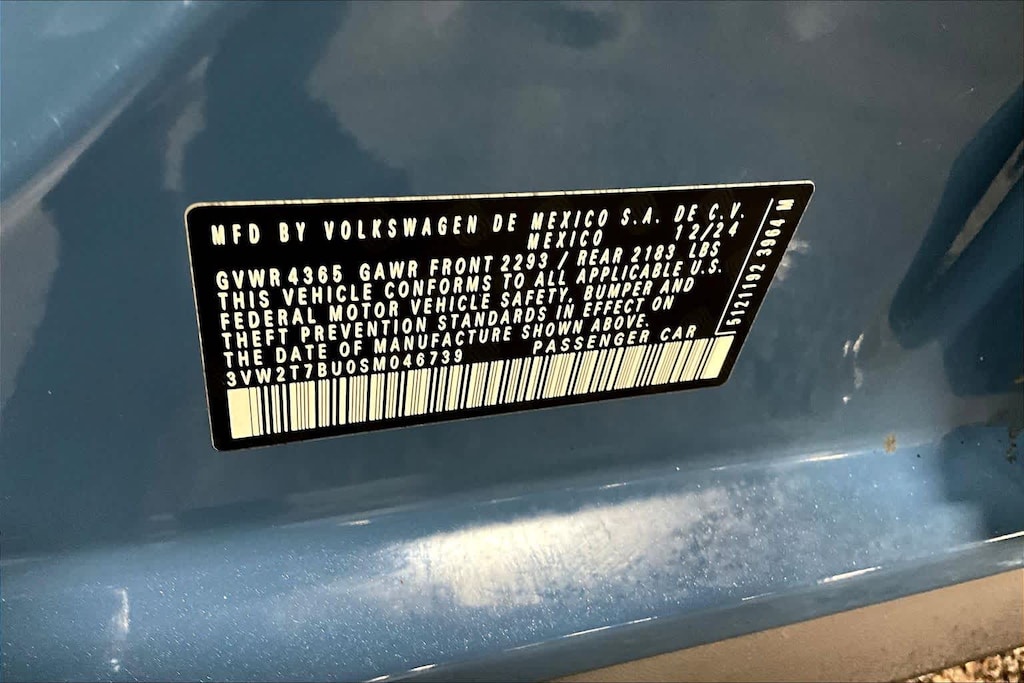 MFD BY VOLKSWAGEN DE MEXICO S.A. DE C.V.
MEXICO 12/24
GVWR 4365 GAWR FRONT 2293 / REAR 2183 LBS
THIS VEHICLE CONFORMS TO ALL APPLICABLE U.S.
FEDERAL MOTOR VEHICLE SAFETY, BUMPER AND
THEFT PREVENTION STANDARDS IN EFFECT ON
THE DATE OF MANUFACTURE SHOWN ABOVE.
3VW2T7BU0SM046739 PASSENGER CAR
5121192 3964 M